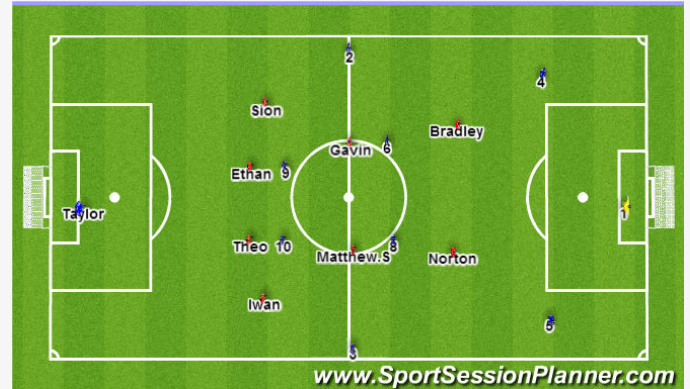 2
4
Sion
Bradley
Gavin
6
Ethan
9
Taylor
1
Theo
10
Matthew.S
8
Norton
Iwan
5
3
www.SportSessionPlanner.com